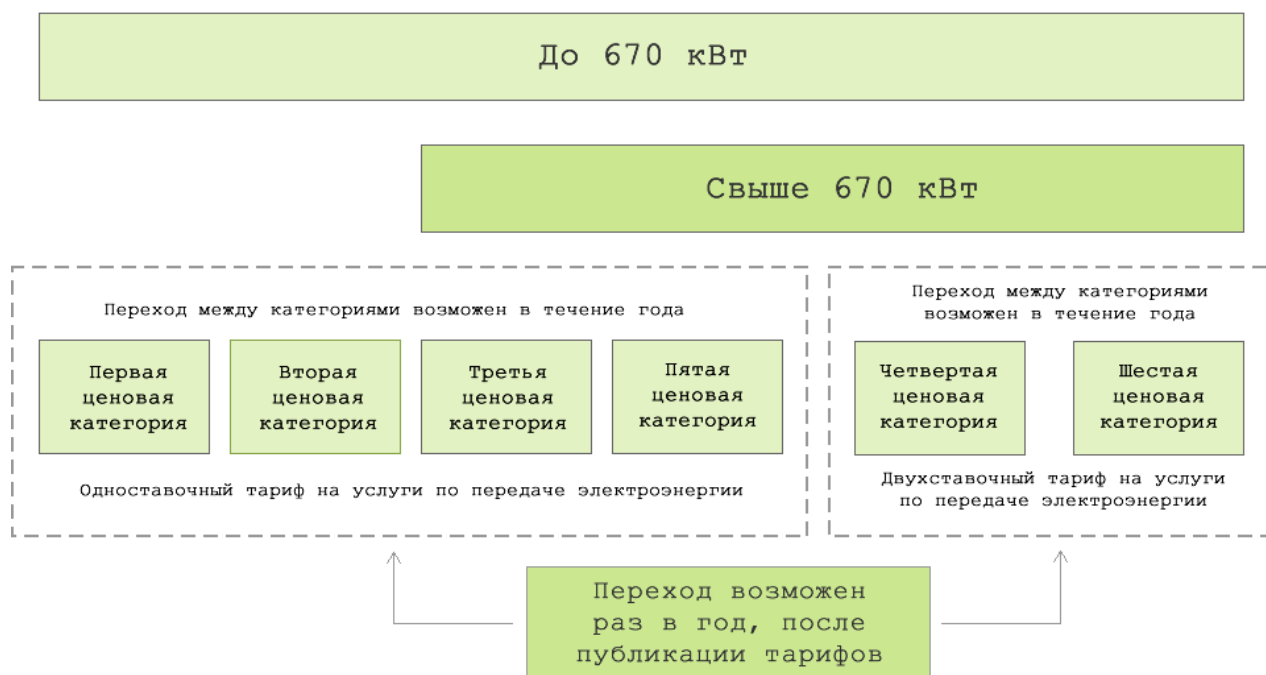 До 670 кВт
Свыше 670 кВт
Переход между категориями возможен в течение года
Первая
ценовая
категория
Вторая
ценовая
категория
Третья
ценовая
категория
Пятая
ценовая
категория
Одноставочный тариф на услуги по передаче электроэнергии
Переход между категориями
возможен в течение года
Четвертая
ценовая
категория
Шестая
ценовая
категория
Двухставочный тариф на услуги
по передаче электроэнергии
Переход возможен
раз в год, после
публикации тарифов